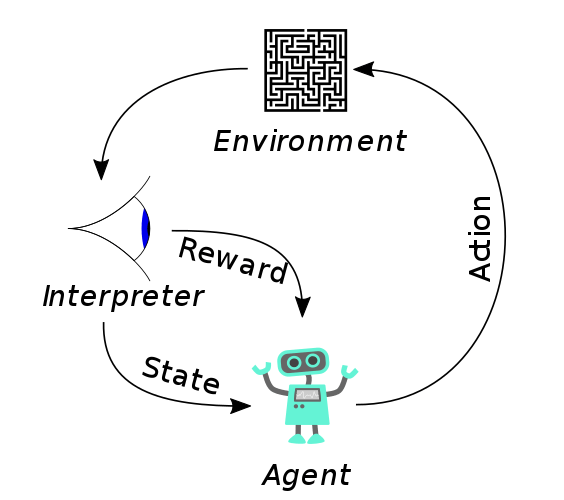 Environment
Action
Reward
Interpreter
State
Agent